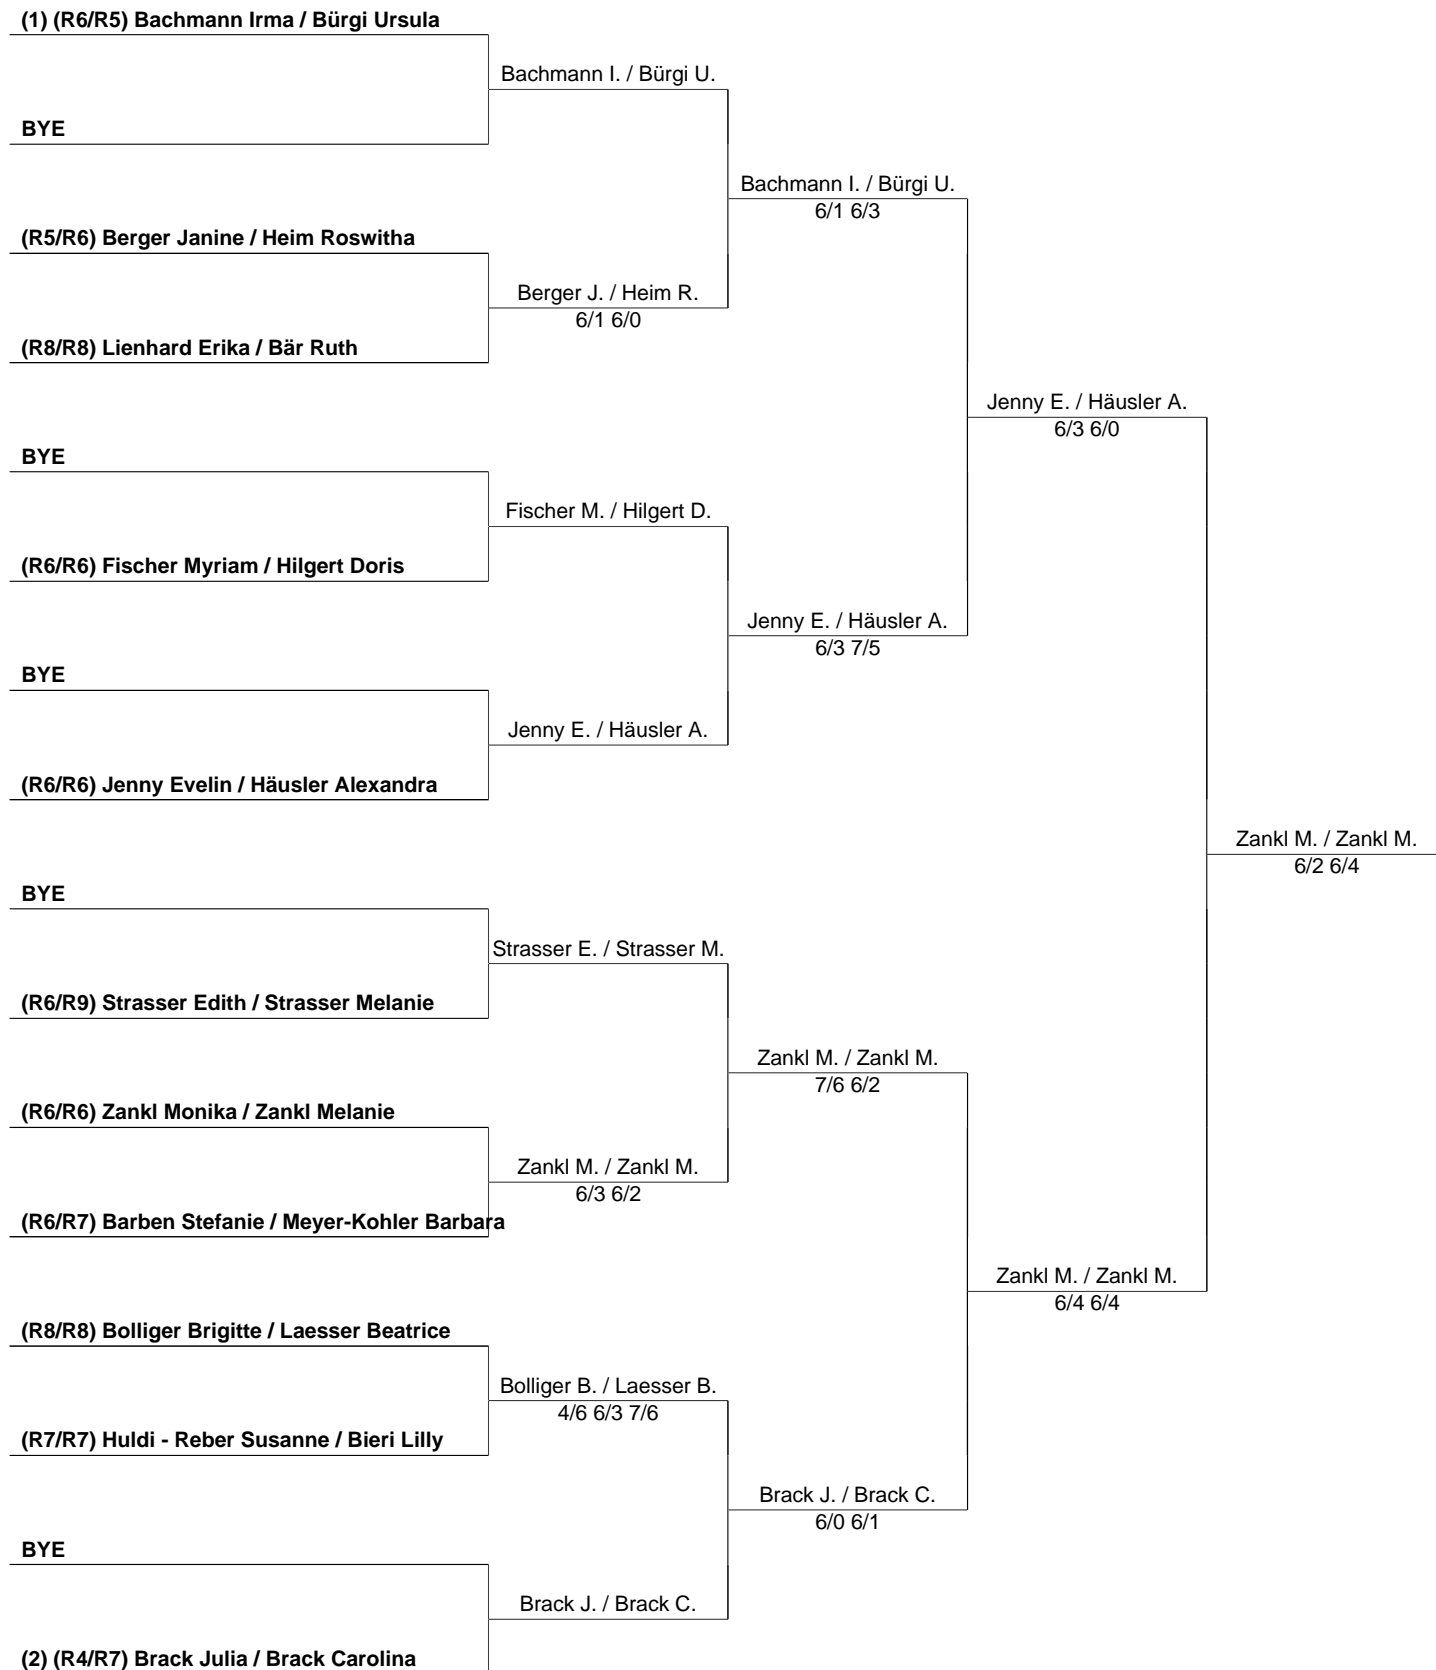 (1) (R6/R5) Bachmann Irma / Bürgi Ursula
Bachmann I. / Bürgi U.
BYE
Bachmann I. / Bürgi U.
6/1 6/3
(R5/R6) Berger Janine / Heim Roswitha
Berger J. / Heim R.
6/1 6/0
(R8/R8) Lienhard Erika / Bär Ruth
Jenny E. / Häusler A.
6/3 6/0
BYE
Fischer M. / Hilgert D.
(R6/R6) Fischer Myriam / Hilgert Doris
Jenny E. / Häusler A.
6/3 7/5
BYE
Jenny E. / Häusler A.
(R6/R6) Jenny Evelin / Häusler Alexandra
Zankl M. / Zankl M.
6/2 6/4
BYE
Strasser E. / Strasser M.
(R6/R9) Strasser Edith / Strasser Melanie
Zankl M. / Zankl M.
7/6 6/2
(R6/R6) Zankl Monika / Zankl Melanie
Zankl M. / Zankl M.
6/3 6/2
(R6/R7) Barben Stefanie / Meyer-Kohler Barbara
Zankl M. / Zankl M.
6/4 6/4
(R8/R8) Bolliger Brigitte / Laesser Beatrice
Bolliger B. / Laesser B.
4/6 6/3 7/6
(R7/R7) Huldi - Reber Susanne / Bieri Lilly
Brack J. / Brack C.
6/0 6/1
BYE
Brack J. / Brack C.
(2) (R4/R7) Brack Julia / Brack Carolina